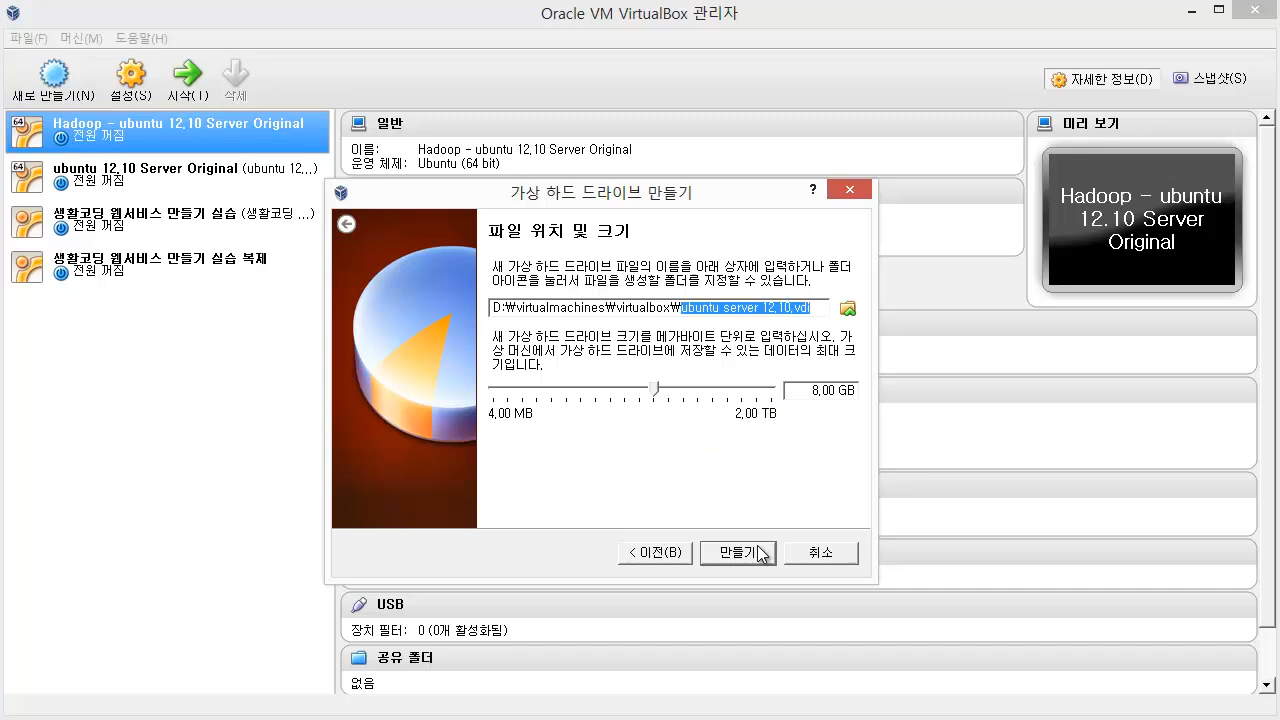 Oracle VM VirtualBox 관리자
파일(F) 머신(M) 도움말(H)
새로 만들기(N) 설정(S) 시작(T) 삭제
자세한 정보(D) 스냅샷(S)
Hadoop - ubuntu 12.10 Server Original
전원 꺼짐
ubuntu 12.10 Server Original (ubuntu 12...)
전원 꺼짐
생활코딩 웹서비스 만들기 실습 (생활코딩 ...)
전원 꺼짐
생활코딩 웹서비스 만들기 실습 복제
전원 꺼짐
일반
이름: Hadoop - ubuntu 12.10 Server Original
운영 체제: Ubuntu (64 bit)
미리 보기
Hadoop - ubuntu
12.10 Server
Original
가상 하드 드라이브 만들기
?
파일 위치 및 크기
새 가상 하드 드라이브 파일의 이름을 아래 상자에 입력하거나 폴더
아이콘을 눌러서 파일을 생성할 폴더를 지정할 수 있습니다.
D:₩virtualmachines₩virtualbox₩ubuntu server 12.10.vdi
새 가상 하드 드라이브 크기를 메가바이트 단위로 입력하십시오. 가
상 머신에서 가상 하드 드라이브에 저장할 수 있는 데이터의 최대 크
기입니다.
8.00 GB
4.00 MB 2.00 TB
< 이전(B) 만들기 취소
USB
장치 필터: 0 (0개 활성화됨)
공유 폴더
없음
64
64